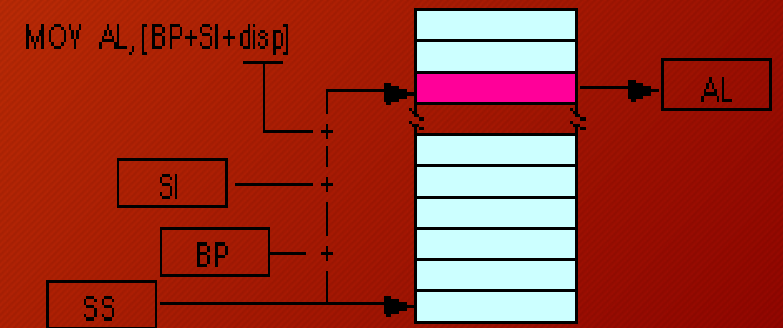 MOV AL,[BP+SI+disp]
AL
+
SI
+
BP
+
SS